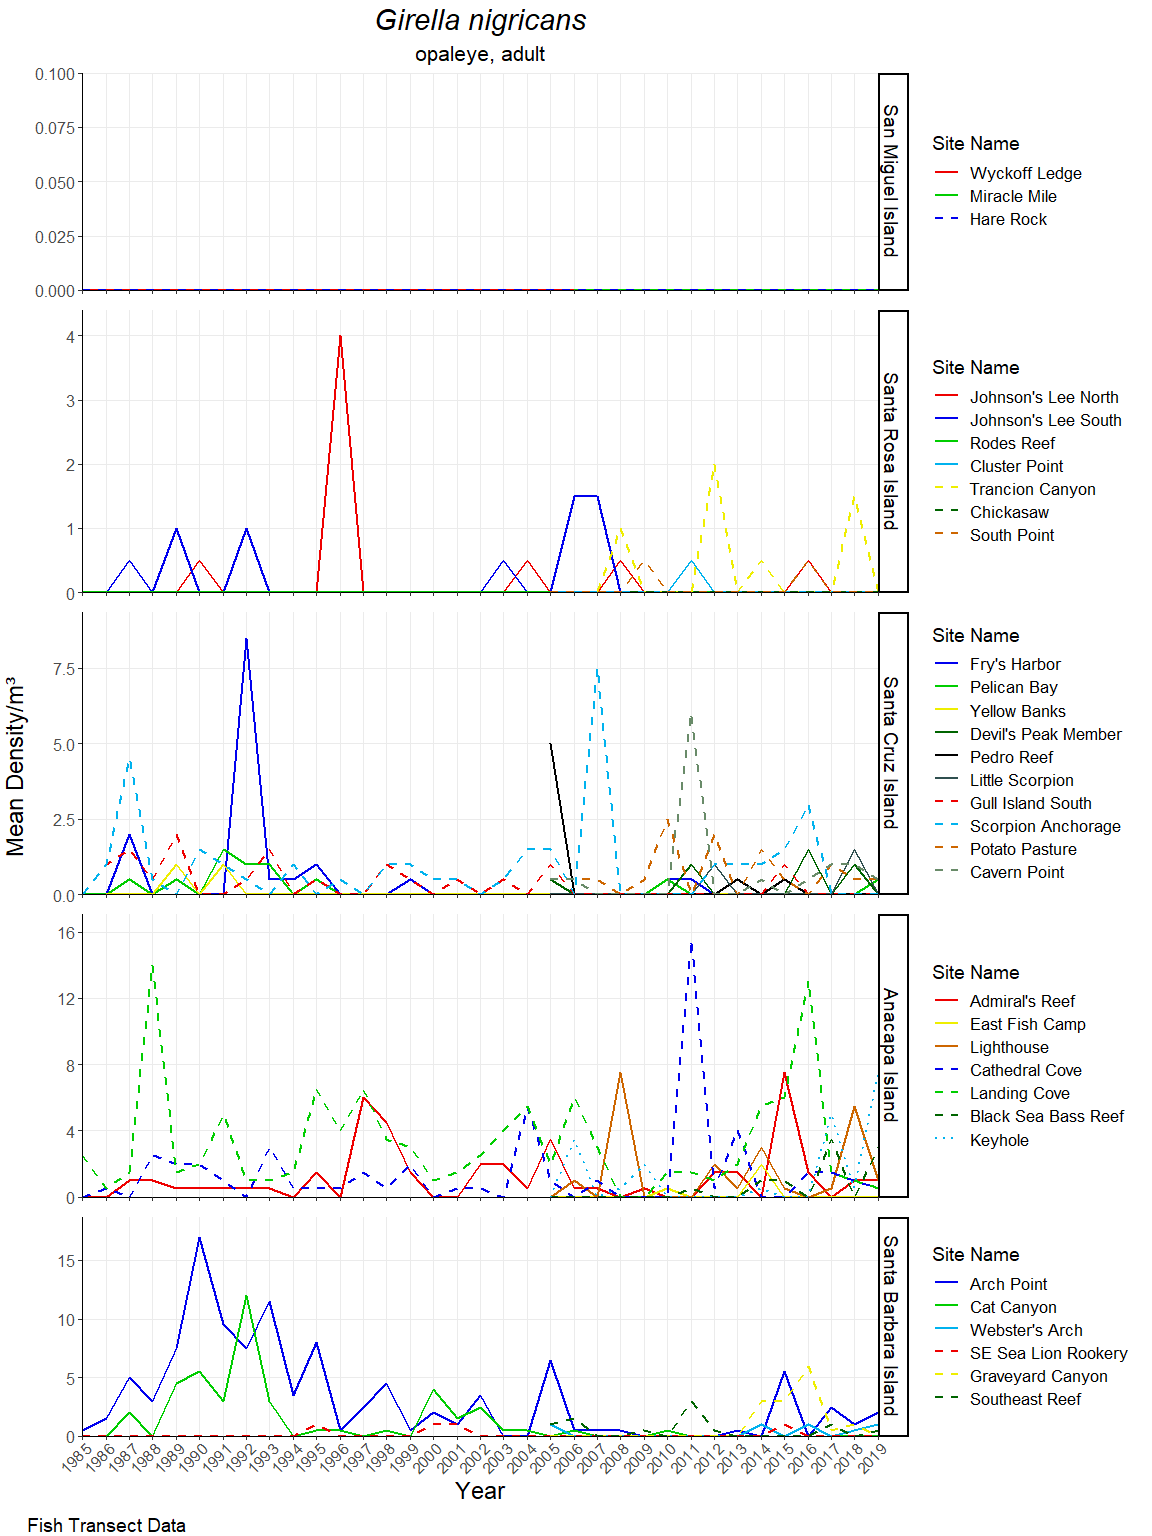 Girella nigricans
opaleye, adult
Mean Density/m³
0.100
0.075
0.050
0.025
0.000
San Miguel Island
Site Name
Wyckoff Ledge
Miracle Mile
Hare Rock
4
3
2
1
0
Santa Rosa Island
Site Name
Johnson's Lee North
Johnson's Lee South
Rodes Reef
Cluster Point
Trancion Canyon
Chickasaw
South Point
7.5
5.0
2.5
0.0
Santa Cruz Island
Site Name
Fry's Harbor
Pelican Bay
Yellow Banks
Devil's Peak Member
Pedro Reef
Little Scorpion
Gull Island South
Scorpion Anchorage
Potato Pasture
Cavern Point
16
12
8
4
0
Anacapa Island
Site Name
Admiral's Reef
East Fish Camp
Lighthouse
Cathedral Cove
Landing Cove
Black Sea Bass Reef
Keyhole
15
10
5
0
Santa Barbara Island
Site Name
Arch Point
Cat Canyon
Webster's Arch
SE Sea Lion Rookery
Graveyard Canyon
Southeast Reef
1985 1986 1987 1988 1989 1990 1991 1992 1993 1994 1995 1996 1997 1998 1999 2000 2001 2002 2003 2004 2005 2006 2007 2008 2009 2010 2011 2012 2013 2014 2015 2016 2017 2018 2019
Year
Fish Transect Data